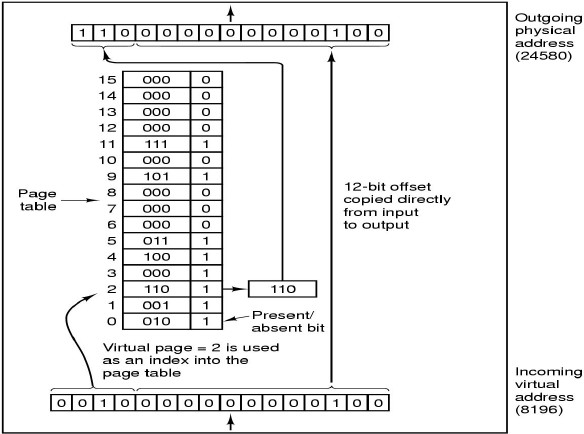 1 1 0 0 0 0 0 0 0 0 0 0 1 0 0
Outgoing
physical
address
(24580)
15 000 0
14 000 0
13 000 0
12 000 0
11 111 1
10 000 0
9 101 1
8 000 0
7 000 0
6 000 0
5 011 1
4 100 1
3 000 1
2 110 1
1 001 1
0 010 1
Page
table
110
12-bit offset
copied directly
from input
to output
Present/
absent bit
Virtual page = 2 is used
as an index into the
page table
0 0 1 0 0 0 0 0 0 0 0 0 0 1 0 0
Incoming
virtual
address
(8196)